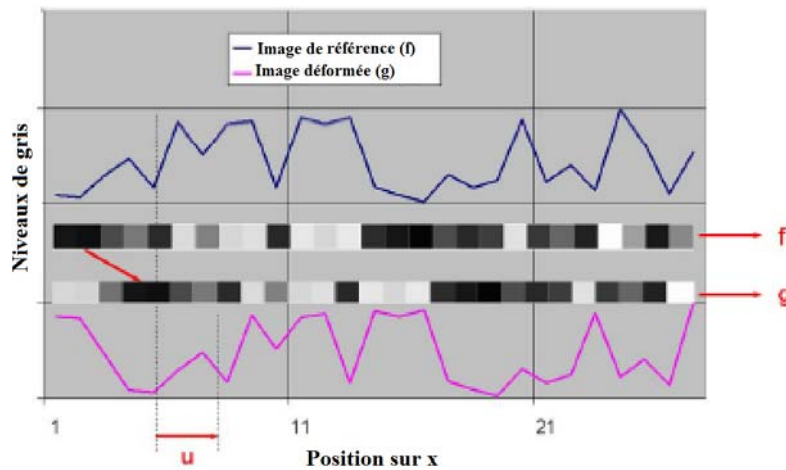 Image de référence (f)
Image déformée (g)
Niveaux de gris
f
g
1
11
21
u
Position sur x